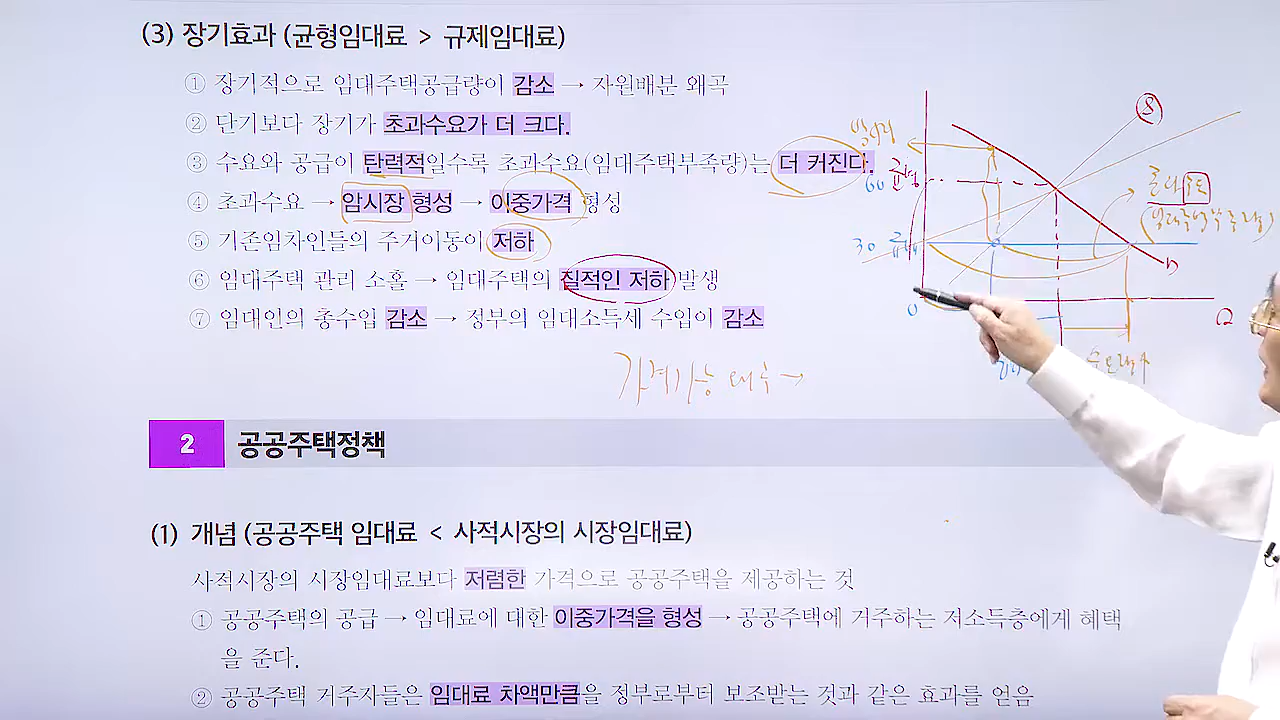 (3) 장기효과 (균형임대료 > 규제임대료)
① 장기적으로 임대주택공급량이 감소 → 자원배분 왜곡
② 단기보다 장기가 초과수요가 더 크다.
③ 수요와 공급이 탄력적일수록 초과수요(임대주택부족량)는 더 커진다.
④ 초과수요 → 암시장 형성 → 이중가격 형성
⑤ 기존임차인들의 주거이동이 저하
⑥ 임대주택 관리 소홀 → 임대주택의 질적인 저하 발생
⑦ 임대인의 총수입 감소 → 정부의 임대소득세 수입이 감소
S
60
30
D
0
Q
2 공공주택정책
(1) 개념 (공공주택 임대료 < 사적시장의 시장임대료)
사적시장의 시장임대료보다 저렴한 가격으로 공공주택을 제공하는 것
① 공공주택의 공급 → 임대료에 대한 이중가격을 형성 → 공공주택에 거주하는 저소득층에게 혜택
을 준다.
② 공공주택 거주자들은 임대료 차액만큼을 정부로부터 보조받는 것과 같은 효과를 얻음